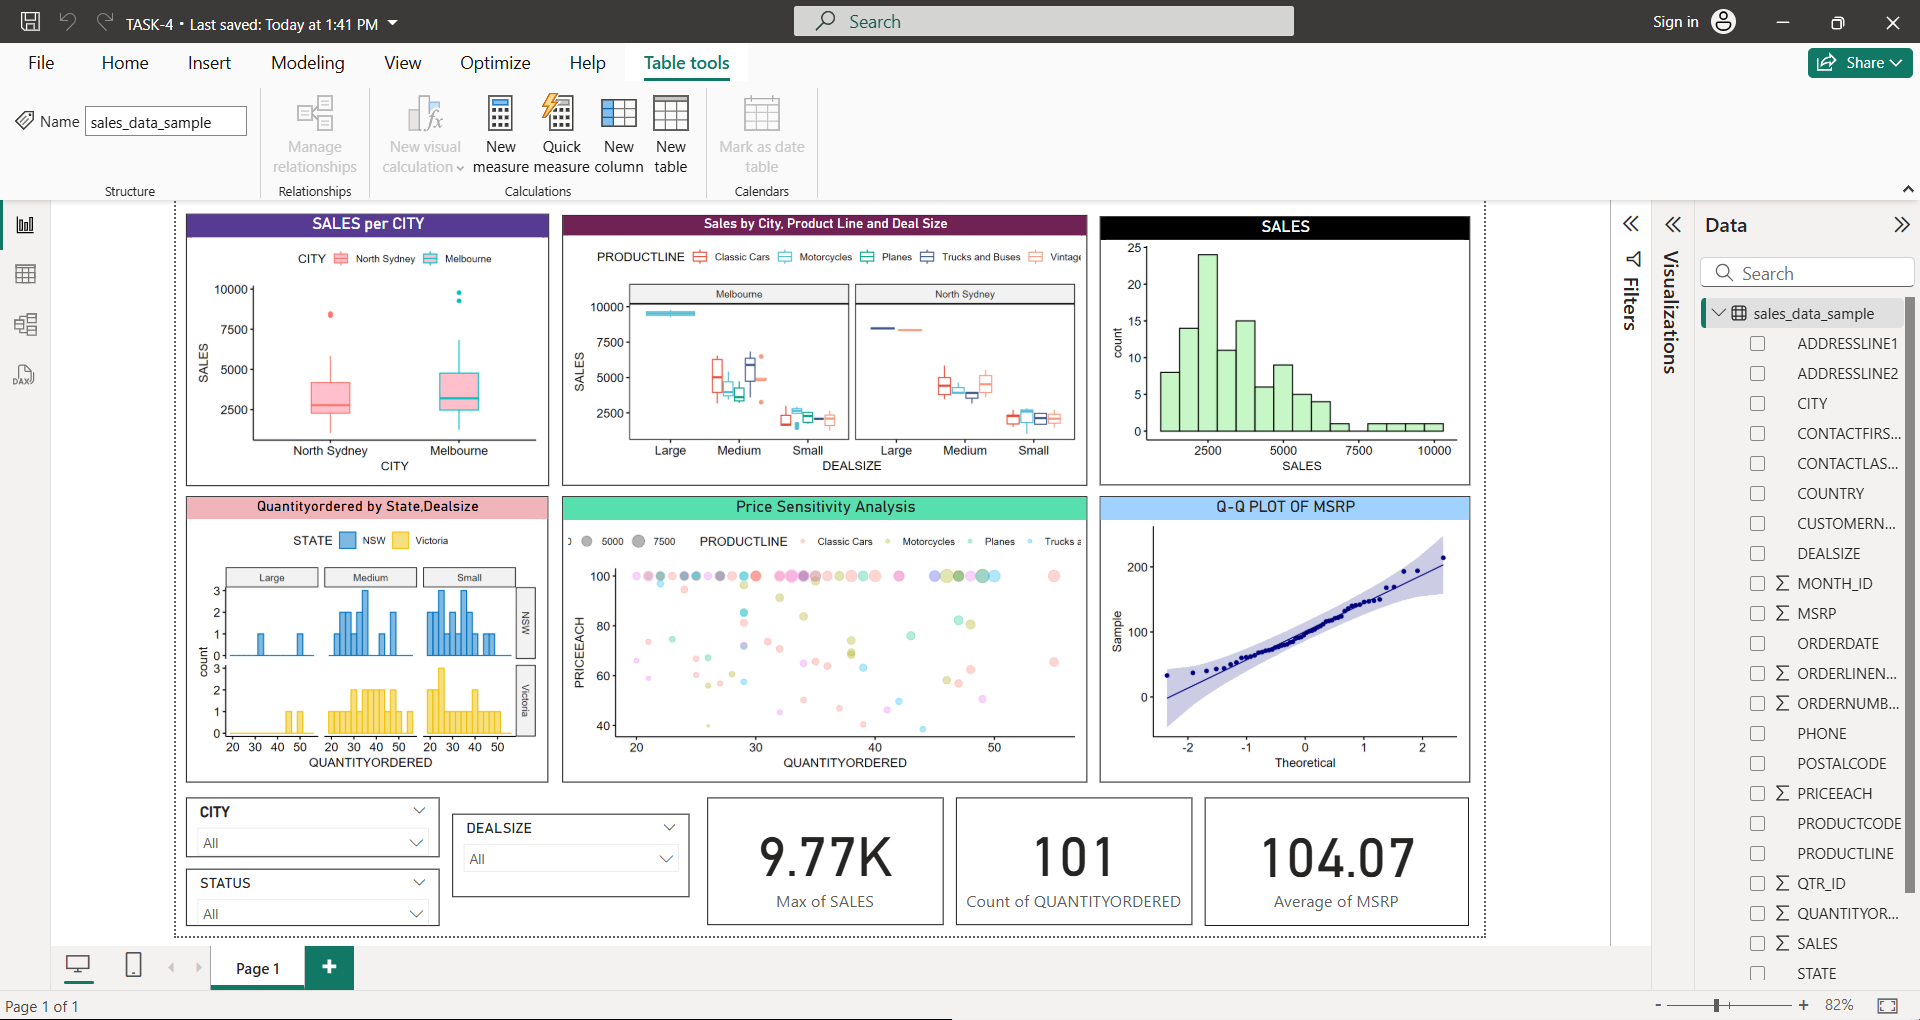 TASK-4 • Last saved: Today at 1:41 PM
Search
Sign in
File Home Insert Modeling View Optimize Help Table tools
Share
Name sales_data_sample
Manage relationships
New visual calculation
New measure
Quick measure
New column
New table
Mark as date table
Structure Relationships Calculations Calendars
SALES per CITY
CITY North Sydney Melbourne
SALES
10000
7500
5000
2500
North Sydney Melbourne
CITY
Sales by City, Product Line and Deal Size
PRODUCTLINE Classic Cars Motorcycles Planes Trucks and Buses Vintag
Melbourne North Sydney
SALES
10000
7500
5000
2500
Large Medium Small Large Medium Small
DEALSIZE
SALES
count
25
20
15
10
5
0
2500 5000 7500 10000
SALES
Quantityordered by State,Dealsize
STATE NSW Victoria
Large Medium Small
count
3
2
1
0
NSW
3
2
1
0
Victoria
20 30 40 50 20 30 40 50 20 30 40 50
QUANTITYORDERED
Price Sensitivity Analysis
5000 7500 PRODUCTLINE Classic Cars Motorcycles Planes Trucks
PRICEEACH
100
80
60
40
20 30 40 50
QUANTITYORDERED
Q-Q PLOT OF MSRP
Sample
200
100
0
-2 -1 0 1 2
Theoretical
CITY
All
STATUS
All
DEALSIZE
All
9.77K
Max of SALES
101
Count of QUANTITYORDERED
104.07
Average of MSRP
Filters
Visualizations
Data
Search
sales_data_sample
ADDRESSLINE1
ADDRESSLINE2
CITY
CONTACTFIRS...
CONTACTLAS...
COUNTRY
CUSTOMERN...
DEALSIZE
∑ MONTH_ID
∑ MSRP
ORDERDATE
∑ ORDERLINEN...
∑ ORDERNUMB...
PHONE
POSTALCODE
∑ PRICEEACH
PRODUCTCODE
PRODUCTLINE
∑ QTR_ID
∑ QUANTITYOR...
∑ SALES
STATE
DAX
Page 1
+
Page 1 of 1
- + 82%